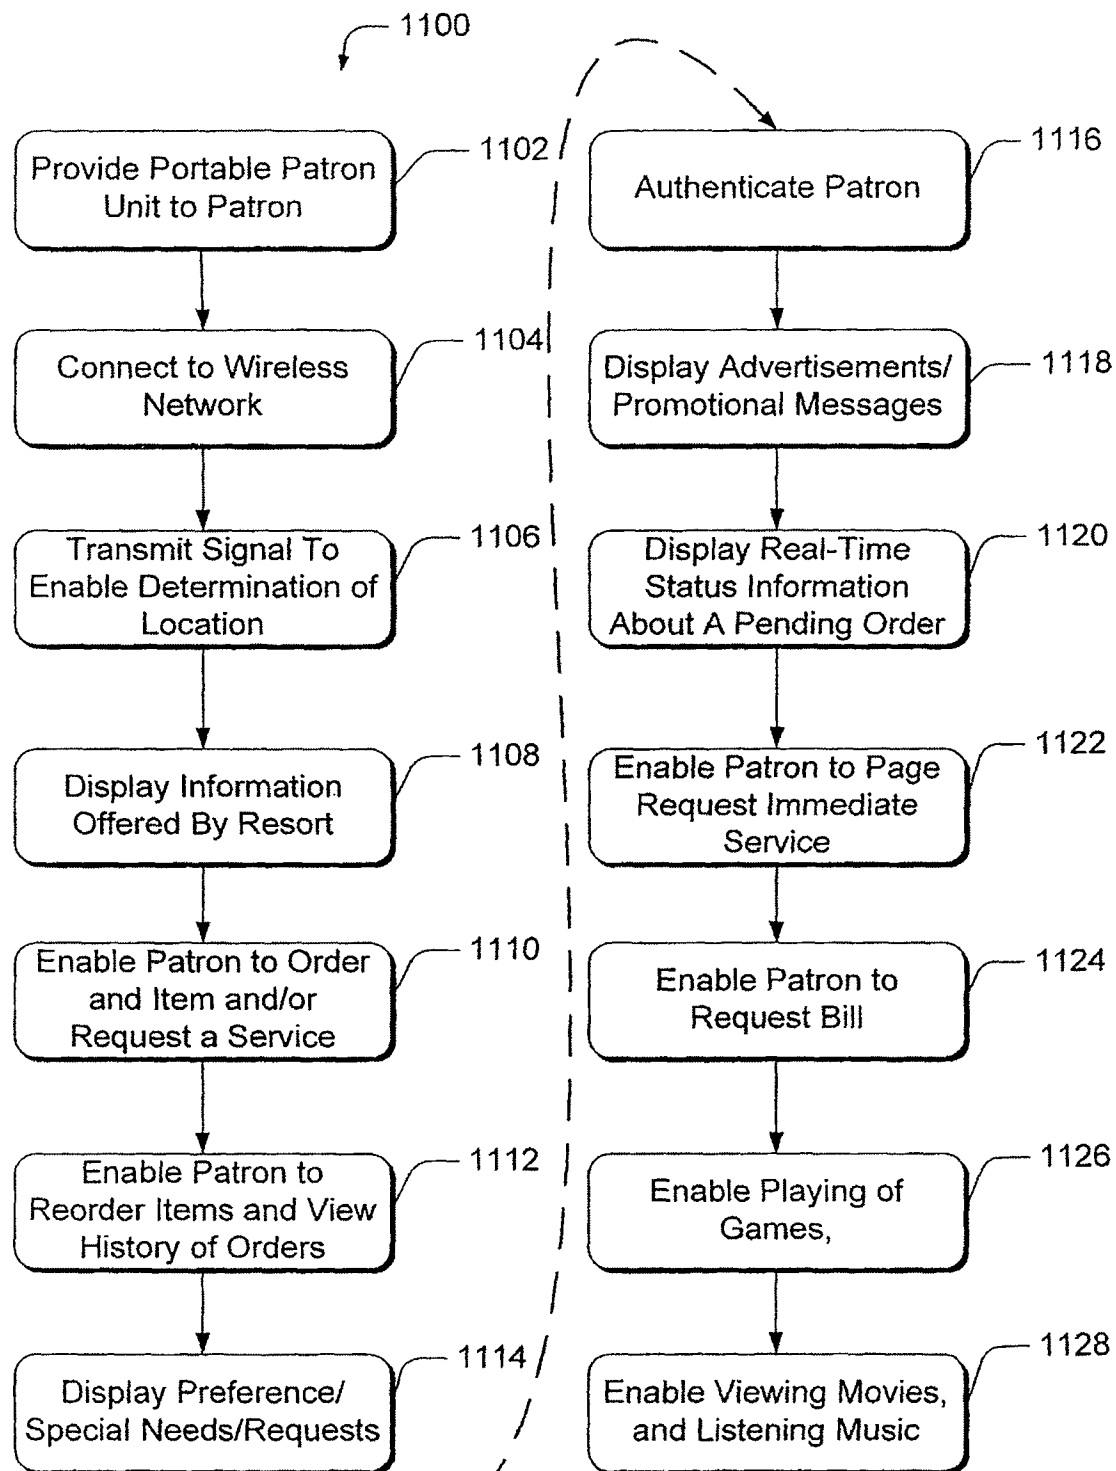 1100
Provide Portable Patron
Unit to Patron
1102
Connect to Wireless
Network
1104
Transmit Signal To
Enable Determination of
Location
1106
Display Information
Offered By Resort
1108
Enable Patron to Order
and Item and/or
Request a Service
1110
Enable Patron to
Reorder Items and View
History of Orders
1112
Display Preference/
Special Needs/Requests
1114
Authenticate Patron
1116
Display Advertisements/
Promotional Messages
1118
Display Real-Time
Status Information
About A Pending Order
1120
Enable Patron to Page
Request Immediate
Service
1122
Enable Patron to
Request Bill
1124
Enable Playing of
Games,
1126
Enable Viewing Movies,
and Listening Music
1128